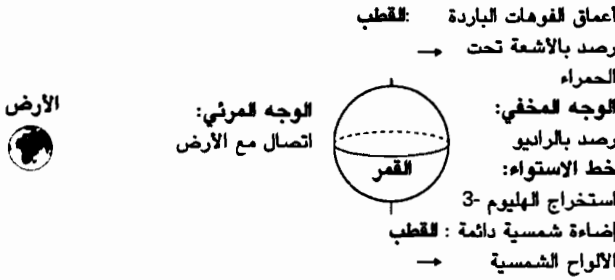 القطب: أعماق الفوهات الباردة
رصد بالأشعة تحت
الحمراء
الوجه المخفي:
رصد بالراديو
خط الاستواء:
استخراج الهليوم -3
القطب : إضاءة شمسية دائمة
الألواح الشمسية
القمر
الوجه المرئي:
اتصال مع الأرض
الأرض